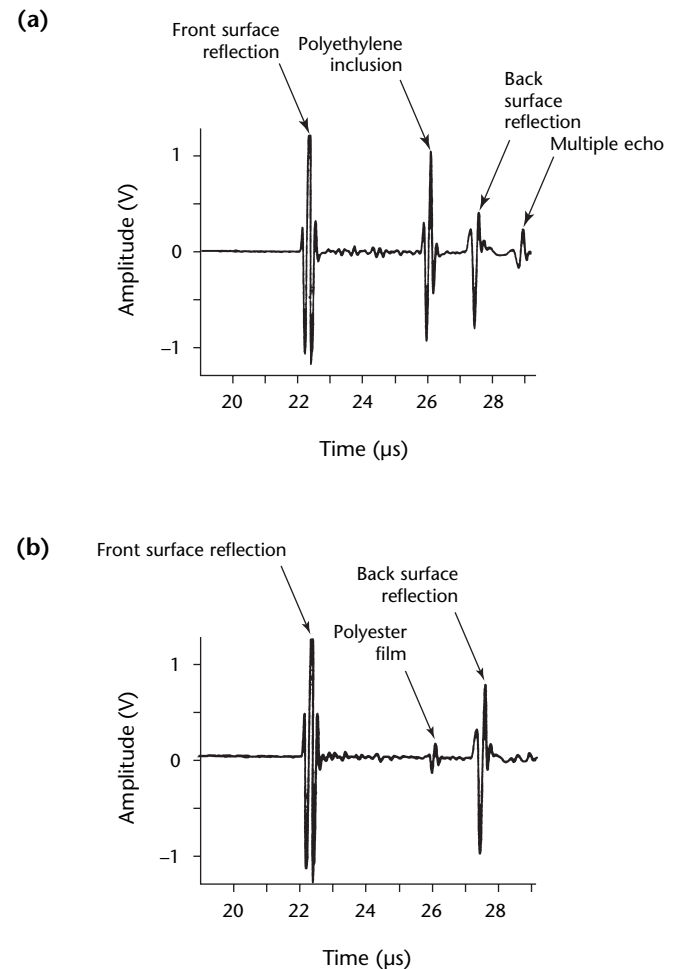 (a)
Front surface
reflection
Polyethylene
inclusion
Back
surface
reflection
Multiple echo
Amplitude (V)
1
0
–1
20 22 24 26 28
Time (µs)
(b)
Front surface reflection
Back surface
reflection
Polyester
film
Amplitude (V)
1
0
–1
20 22 24 26 28
Time (µs)